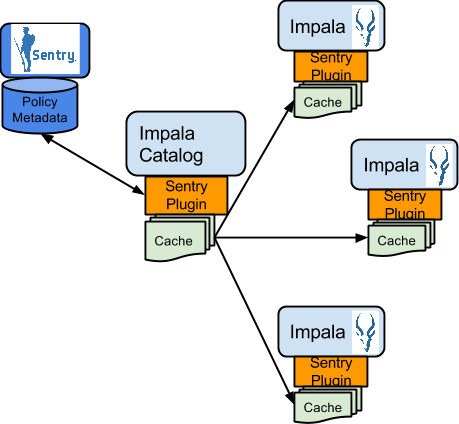 Sentry
Policy
Metadata
Impala
Catalog
Sentry
Plugin
Cache
Impala
Sentry
Plugin
Cache
Impala
Sentry
Plugin
Cache
Impala
Sentry
Plugin
Cache